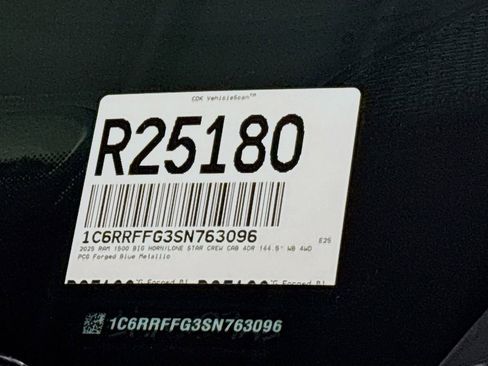 CDK VehicleScan™
R25180
1C6RRFFG3SN763096
E25
2025 RAM 1500 BIG HORN/LONE STAR CREW CAB 4DR 144.5" WB 4WD
PCG Forged Blue Metallic
1C6RRFFG3SN763096